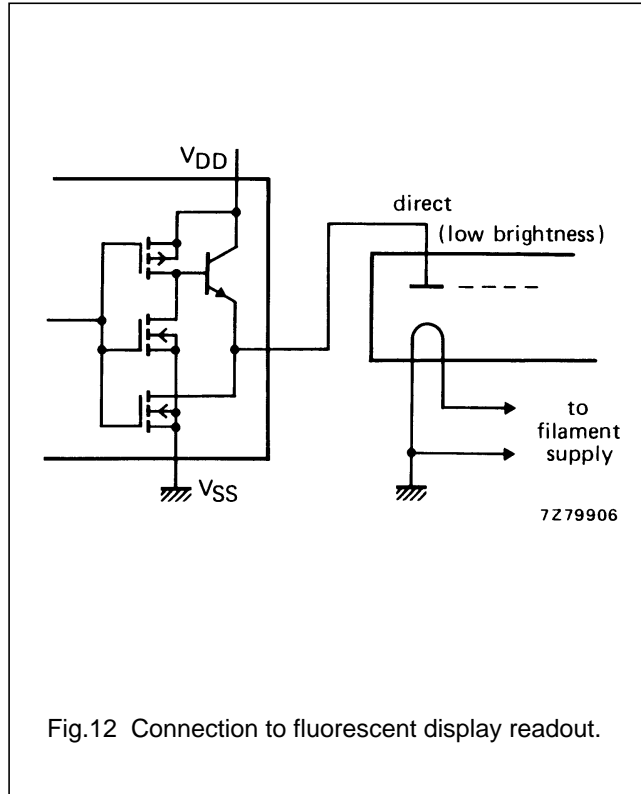 VDD
direct
(low brightness)
to
filament
supply
VSS
7Z79906
Fig.12 Connection to fluorescent display readout.